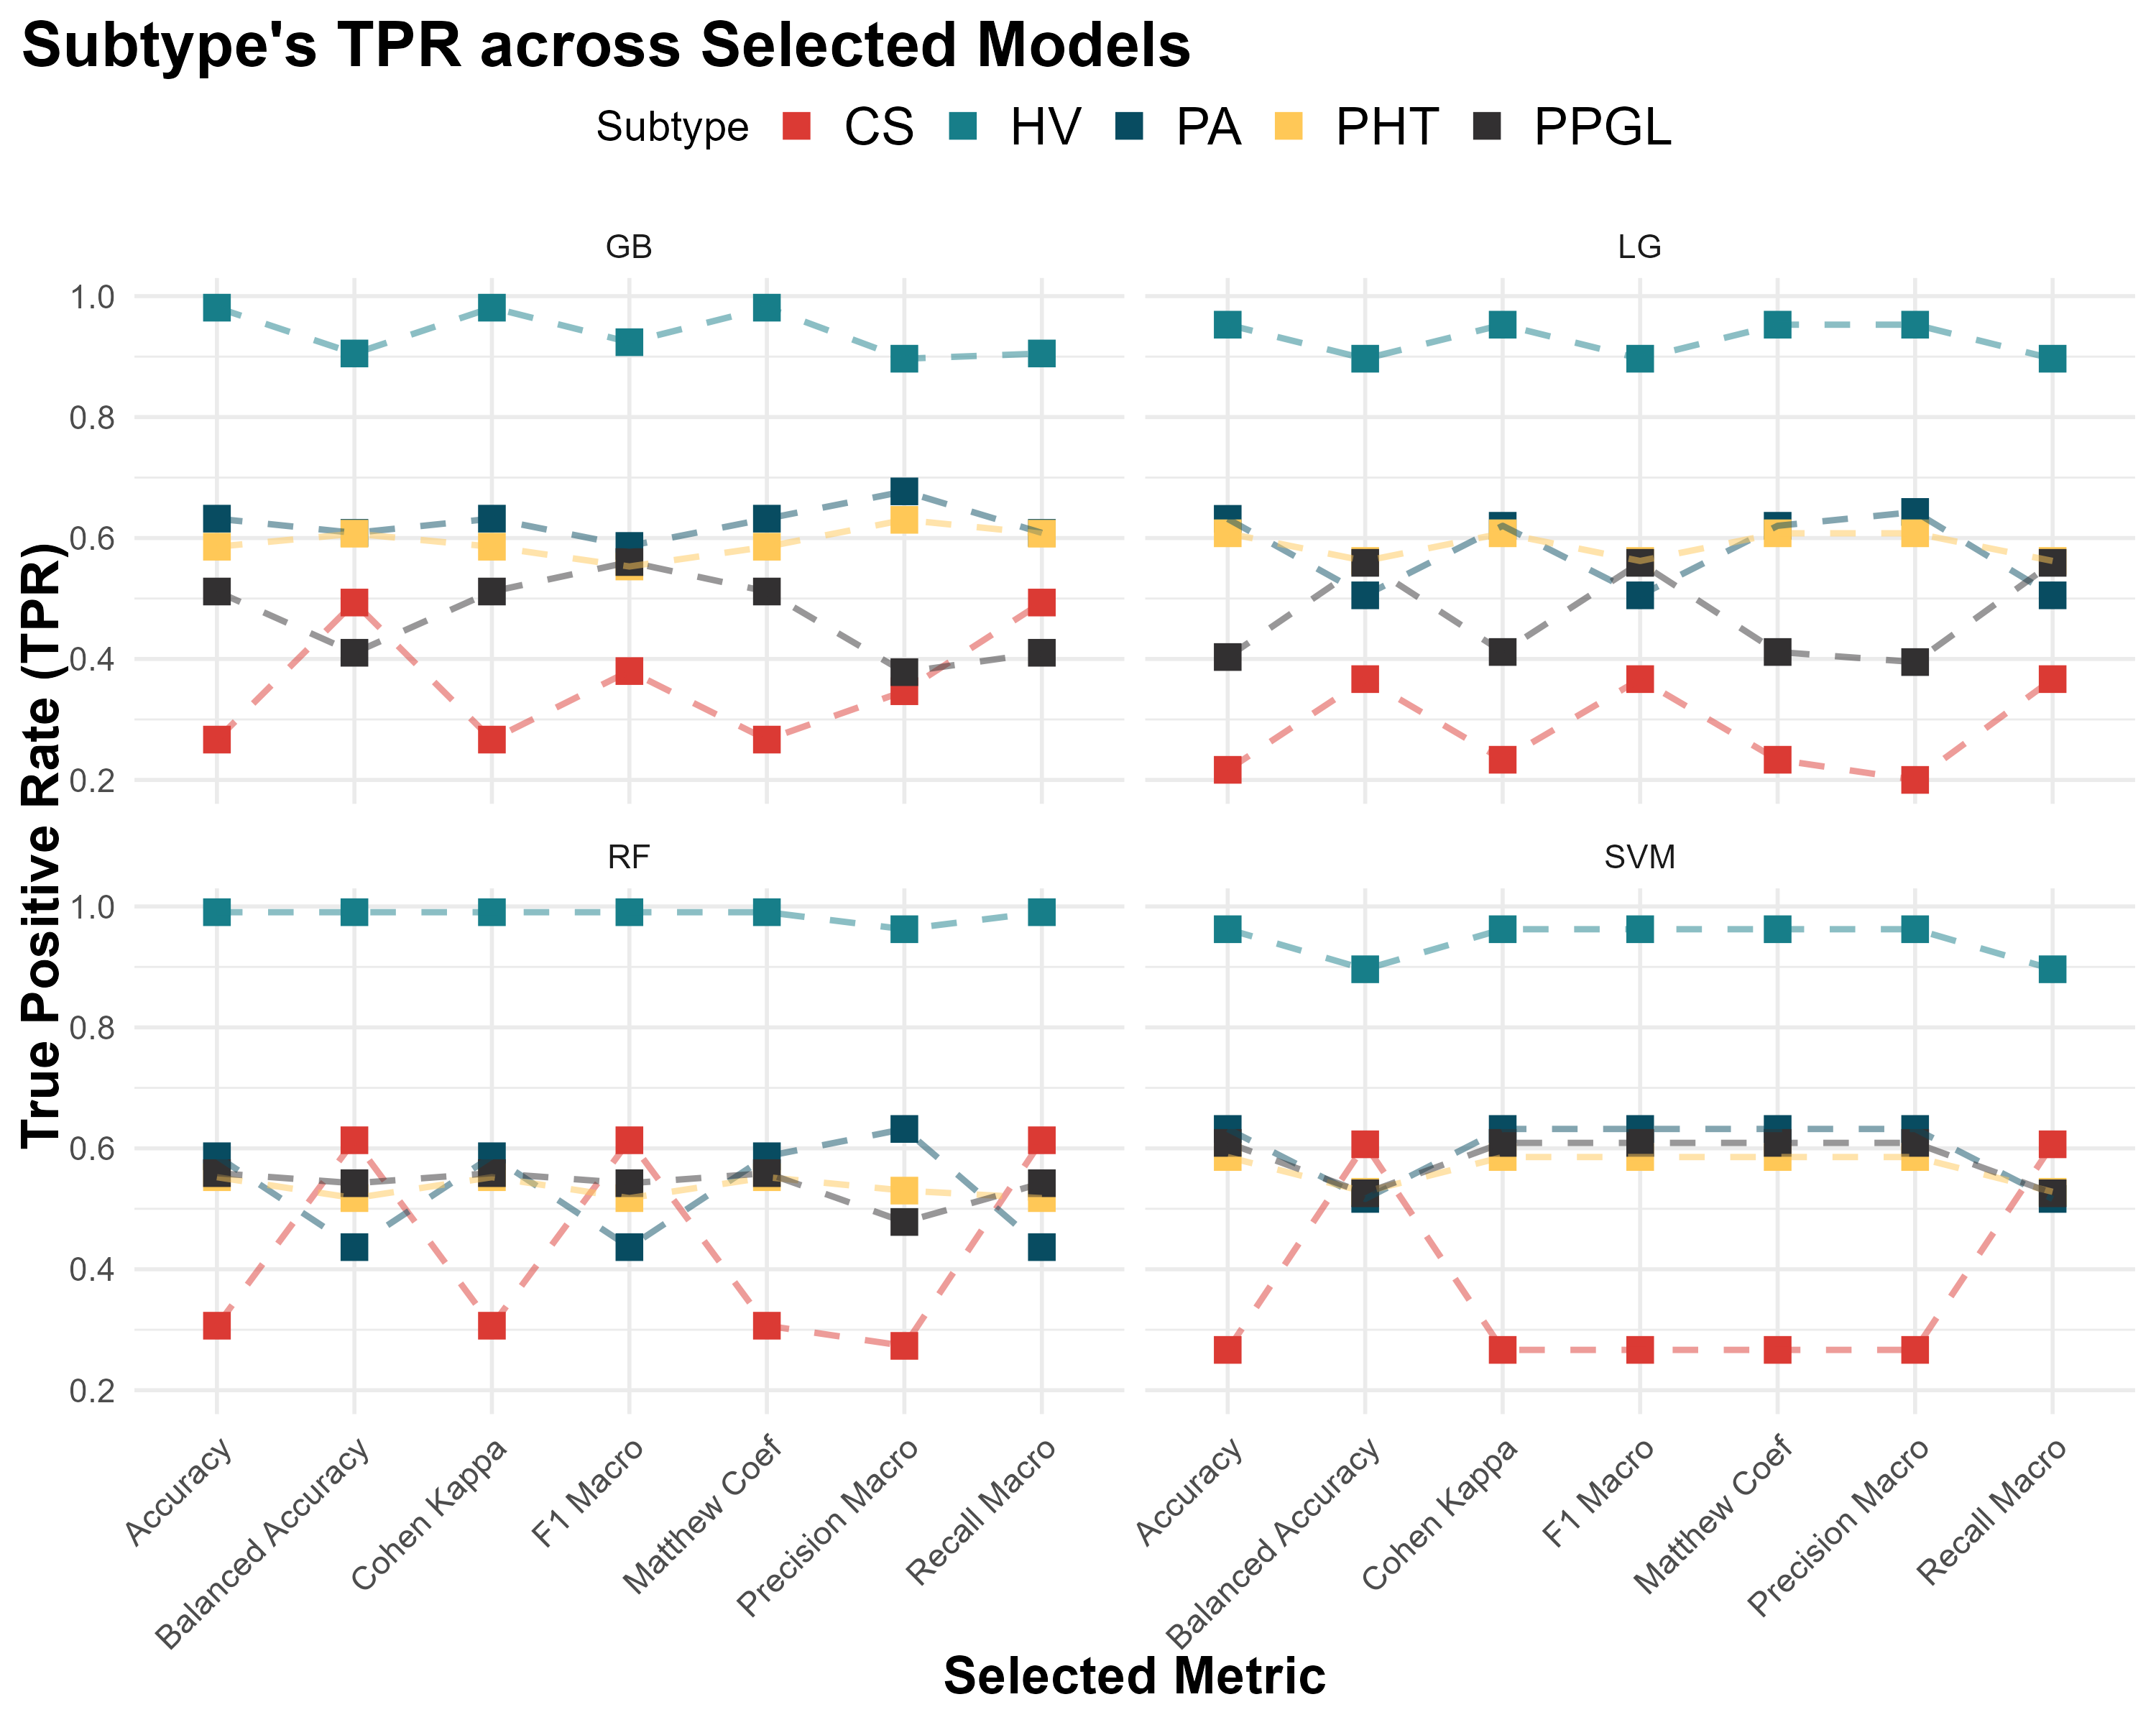 Subtype's TPR across Selected Models
Subtype CS HV PA PHT PPGL
GB
LG
1.0
0.8
0.6
0.4
0.2
RF
SVM
1.0
0.8
0.6
0.4
0.2
True Positive Rate (TPR)
Accuracy
Balanced Accuracy
Cohen Kappa
F1 Macro
Matthew Coef
Precision Macro
Recall Macro
Accuracy
Balanced Accuracy
Cohen Kappa
F1 Macro
Matthew Coef
Precision Macro
Recall Macro
Selected Metric